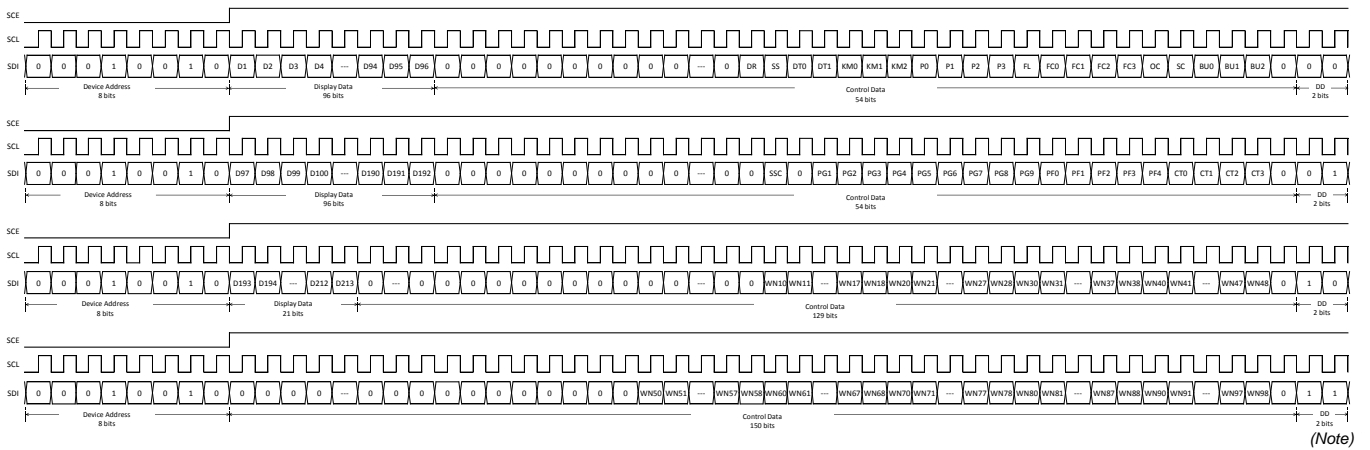 SCE
SCL
SDI 0 0 0 1 0 0 1 0 D1 D2 D3 D4 --- D94 D95 D96 0 0 0 0 0 0 0 0 0 0 --- 0 DR SS DT0 DT1 KM0 KM1 KM2 P0 P1 P2 P3 FL FC0 FC1 FC2 FC3 OC SC BU0 BU1 BU2 0 0 0
Device Address Display Data Control Data DD
8 bits 96 bits 54 bits 2 bits
SCE
SCL
SDI 0 0 0 1 0 0 1 0 D97 D98 D99 D100 --- D190 D191 D192 0 0 0 0 0 0 0 0 0 0 --- 0 0 SSC 0 PG1 PG2 PG3 PG4 PG5 PG6 PG7 PG8 PG9 PF0 PF1 PF2 PF3 PF4 CT0 CT1 CT2 CT3 0 0 1
Device Address Display Data Control Data DD
8 bits 96 bits 54 bits 2 bits
SCE
SCL
SDI 0 0 0 1 0 0 1 0 D193 D194 --- D212 D213 0 --- 0 0 0 0 0 0 0 0 0 0 0 --- 0 0 WN10 WN11 --- WN17 WN18 WN20 WN21 --- WN27 WN28 WN30 WN31 --- WN37 WN38 WN40 WN41 --- WN47 WN48 0 1 0
Device Address Display Data Control Data DD
8 bits 21 bits 129 bits 2 bits
SCE
SCL
SDI 0 0 0 1 0 0 1 0 0 0 0 0 --- 0 0 0 0 0 0 0 0 0 0 0 WN50 WN51 --- WN57 WN58 WN60 WN61 --- WN67 WN68 WN70 WN71 --- WN77 WN78 WN80 WN81 --- WN87 WN88 WN90 WN91 --- WN97 WN98 0 1 1
Device Address Control Data DD
8 bits 150 bits 2 bits
(Note)